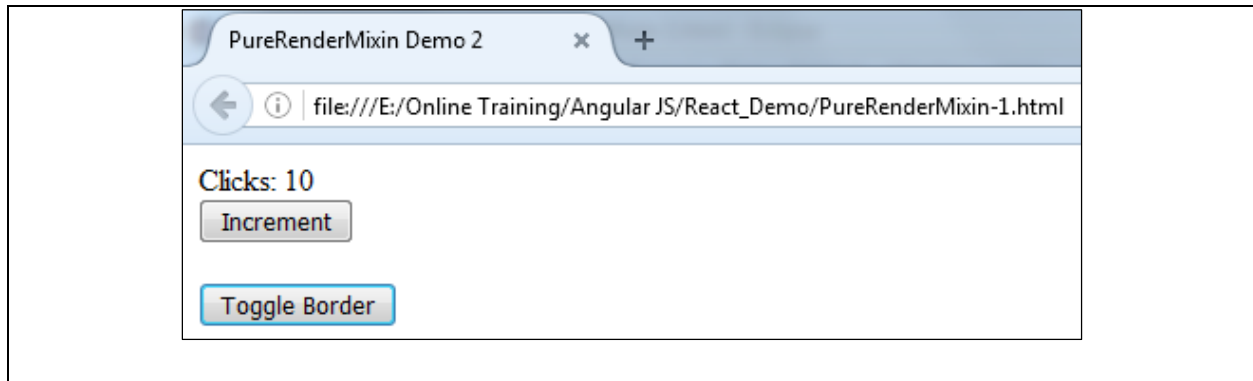 PureRenderMixin Demo 2
file:///E:/Online Training/Angular JS/React_Demo/PureRenderMixin-1.html
Clicks: 10
Increment
Toggle Border